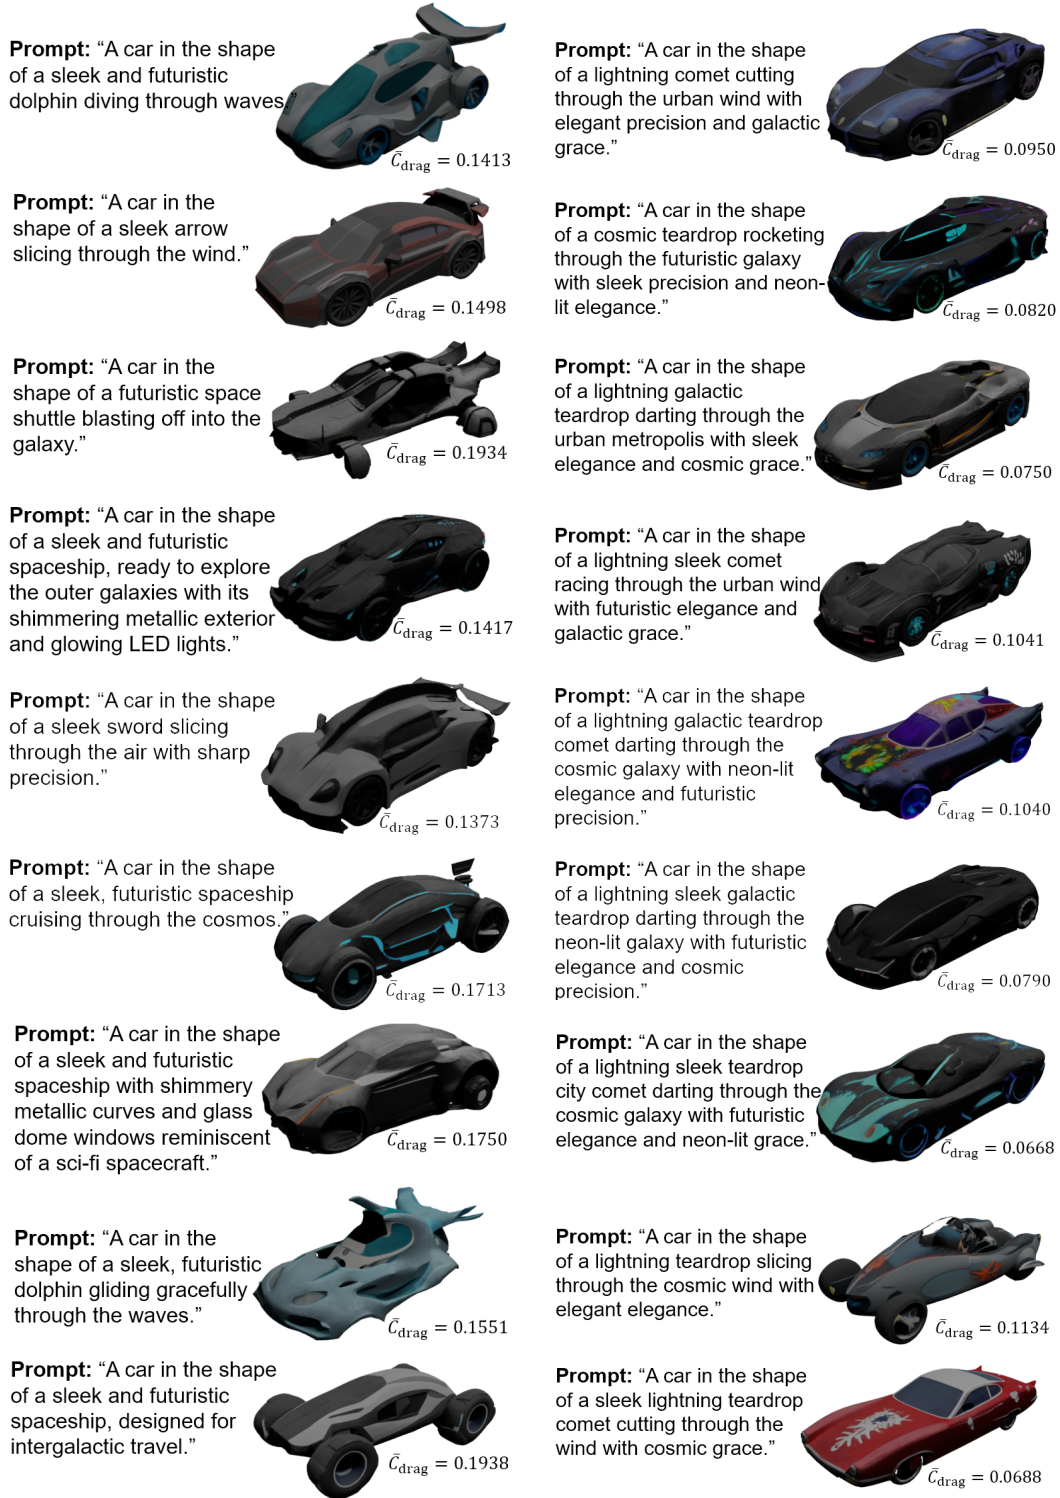 Prompt: “A car in the shape
of a sleek and futuristic
dolphin diving through waves.”
C̄drag = 0.1413
Prompt: “A car in the
shape of a sleek arrow
slicing through the wind.”
C̄drag = 0.1498
Prompt: “A car in the
shape of a futuristic space
shuttle blasting off into the
galaxy.”
C̄drag = 0.1934
Prompt: “A car in the shape
of a sleek and futuristic
spaceship, ready to explore
the outer galaxies with its
shimmering metallic exterior
and glowing LED lights.”
C̄drag = 0.1417
Prompt: “A car in the shape
of a sleek sword slicing
through the air with sharp
precision.”
C̄drag = 0.1373
Prompt: “A car in the shape
of a sleek, futuristic spaceship
cruising through the cosmos.”
C̄drag = 0.1713
Prompt: “A car in the shape
of a sleek and futuristic
spaceship with shimmery
metallic curves and glass
dome windows reminiscent
of a sci-fi spacecraft.”
C̄drag = 0.1750
Prompt: “A car in the
shape of a sleek, futuristic
dolphin gliding gracefully
through the waves.”
C̄drag = 0.1551
Prompt: “A car in the shape
of a sleek and futuristic
spaceship, designed for
intergalactic travel.”
C̄drag = 0.1938
Prompt: “A car in the shape
of a lightning comet cutting
through the urban wind with
elegant precision and galactic
grace.”
C̄drag = 0.0950
Prompt: “A car in the shape
of a cosmic teardrop rocketing
through the futuristic galaxy
with sleek precision and neon-
lit elegance.”
C̄drag = 0.0820
Prompt: “A car in the shape
of a lightning galactic
teardrop darting through the
urban metropolis with sleek
elegance and cosmic grace.”
C̄drag = 0.0750
Prompt: “A car in the shape
of a lightning sleek comet
racing through the urban wind
with futuristic elegance and
galactic grace.”
C̄drag = 0.1041
Prompt: “A car in the shape
of a lightning galactic teardrop
comet darting through the
cosmic galaxy with neon-lit
elegance and futuristic
precision.”
C̄drag = 0.1040
Prompt: “A car in the shape
of a lightning sleek galactic
teardrop darting through the
neon-lit galaxy with futuristic
elegance and cosmic
precision.”
C̄drag = 0.0790
Prompt: “A car in the shape
of a lightning sleek teardrop
city comet darting through the
cosmic galaxy with futuristic
elegance and neon-lit grace.”
C̄drag = 0.0668
Prompt: “A car in the shape
of a lightning teardrop slicing
through the cosmic wind with
elegant elegance.”
C̄drag = 0.1134
Prompt: “A car in the shape
of a sleek lightning teardrop
comet cutting through the
wind with cosmic grace.”
C̄drag = 0.0688